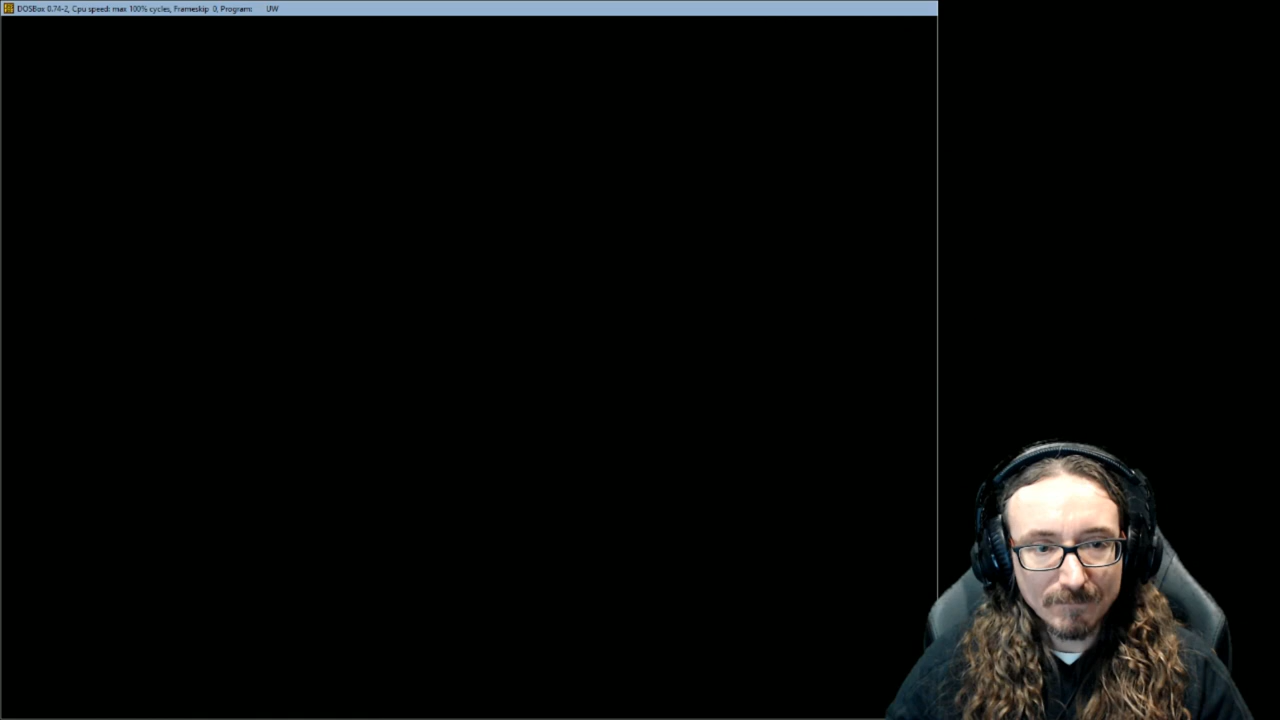 DOSBox 0.74-2, Cpu speed: max 100% cycles, Frameskip 0, Program: UW